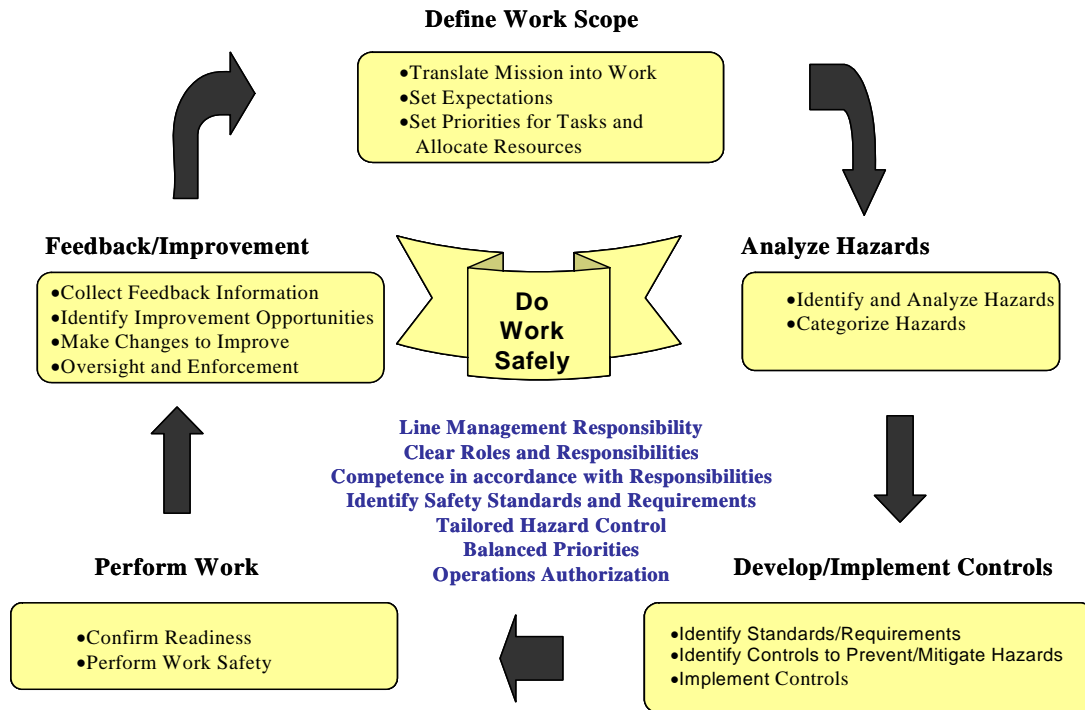 Define Work Scope
•Translate Mission into Work
•Set Expectations
•Set Priorities for Tasks and
Allocate Resources
Feedback/Improvement
•Collect Feedback Information
•Identify Improvement Opportunities
•Make Changes to Improve
•Oversight and Enforcement
Do
Work
Safely
Analyze Hazards
•Identify and Analyze Hazards
•Categorize Hazards
Line Management Responsibility
Clear Roles and Responsibilities
Competence in accordance with Responsibilities
Identify Safety Standards and Requirements
Tailored Hazard Control
Balanced Priorities
Operations Authorization
Perform Work
•Confirm Readiness
•Perform Work Safety
Develop/Implement Controls
•Identify Standards/Requirements
•Identify Controls to Prevent/Mitigate Hazards
•Implement Controls